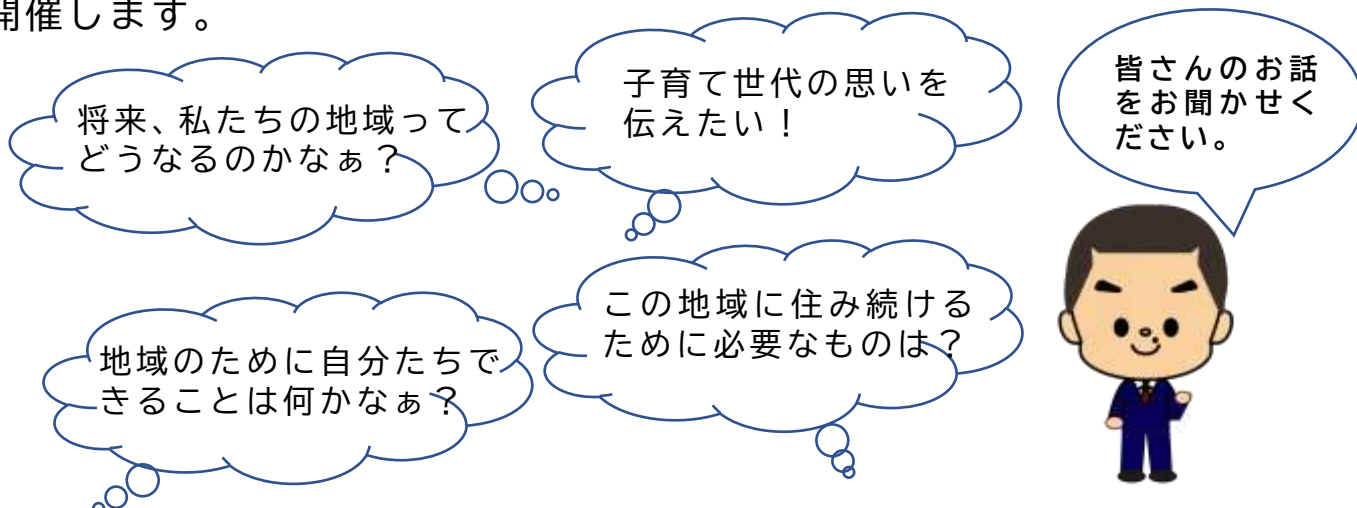 開催します。
将来、私たちの地域って
どうなるのかなぁ？
子育て世代の思いを
伝えたい！
皆さんのお話
をお聞かせく
ださい。
地域のために自分たちで
きることは何かなぁ？
この地域に住み続ける
ために必要なものは？